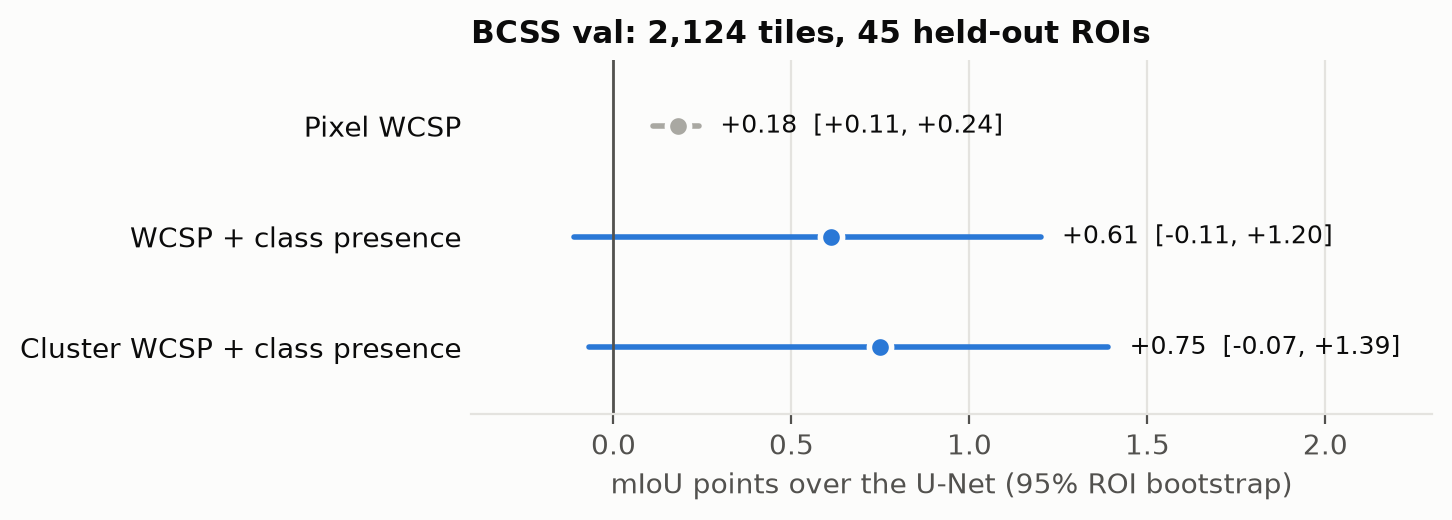 BCSS val: 2,124 tiles, 45 held-out ROIs
Pixel WCSP
+0.18 [+0.11, +0.24]
WCSP + class presence
+0.61 [-0.11, +1.20]
Cluster WCSP + class presence
+0.75 [-0.07, +1.39]
0.0 0.5 1.0 1.5 2.0
mIoU points over the U-Net (95% ROI bootstrap)